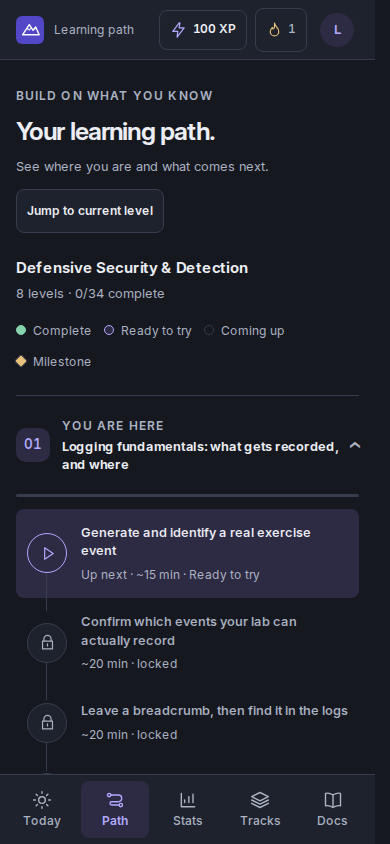 Learning path
100 XP
1
L
BUILD ON WHAT YOU KNOW
Your learning path.
See where you are and what comes next.
Jump to current level
Defensive Security & Detection
8 levels · 0/34 complete
Complete
Ready to try
Coming up
Milestone
01
YOU ARE HERE
Logging fundamentals: what gets recorded,
and where
Generate and identify a real exercise
event
Up next · ~15 min · Ready to try
Confirm which events your lab can
actually record
~20 min · locked
Leave a breadcrumb, then find it in the logs
~20 min · locked
Today
Path
Stats
Tracks
Docs